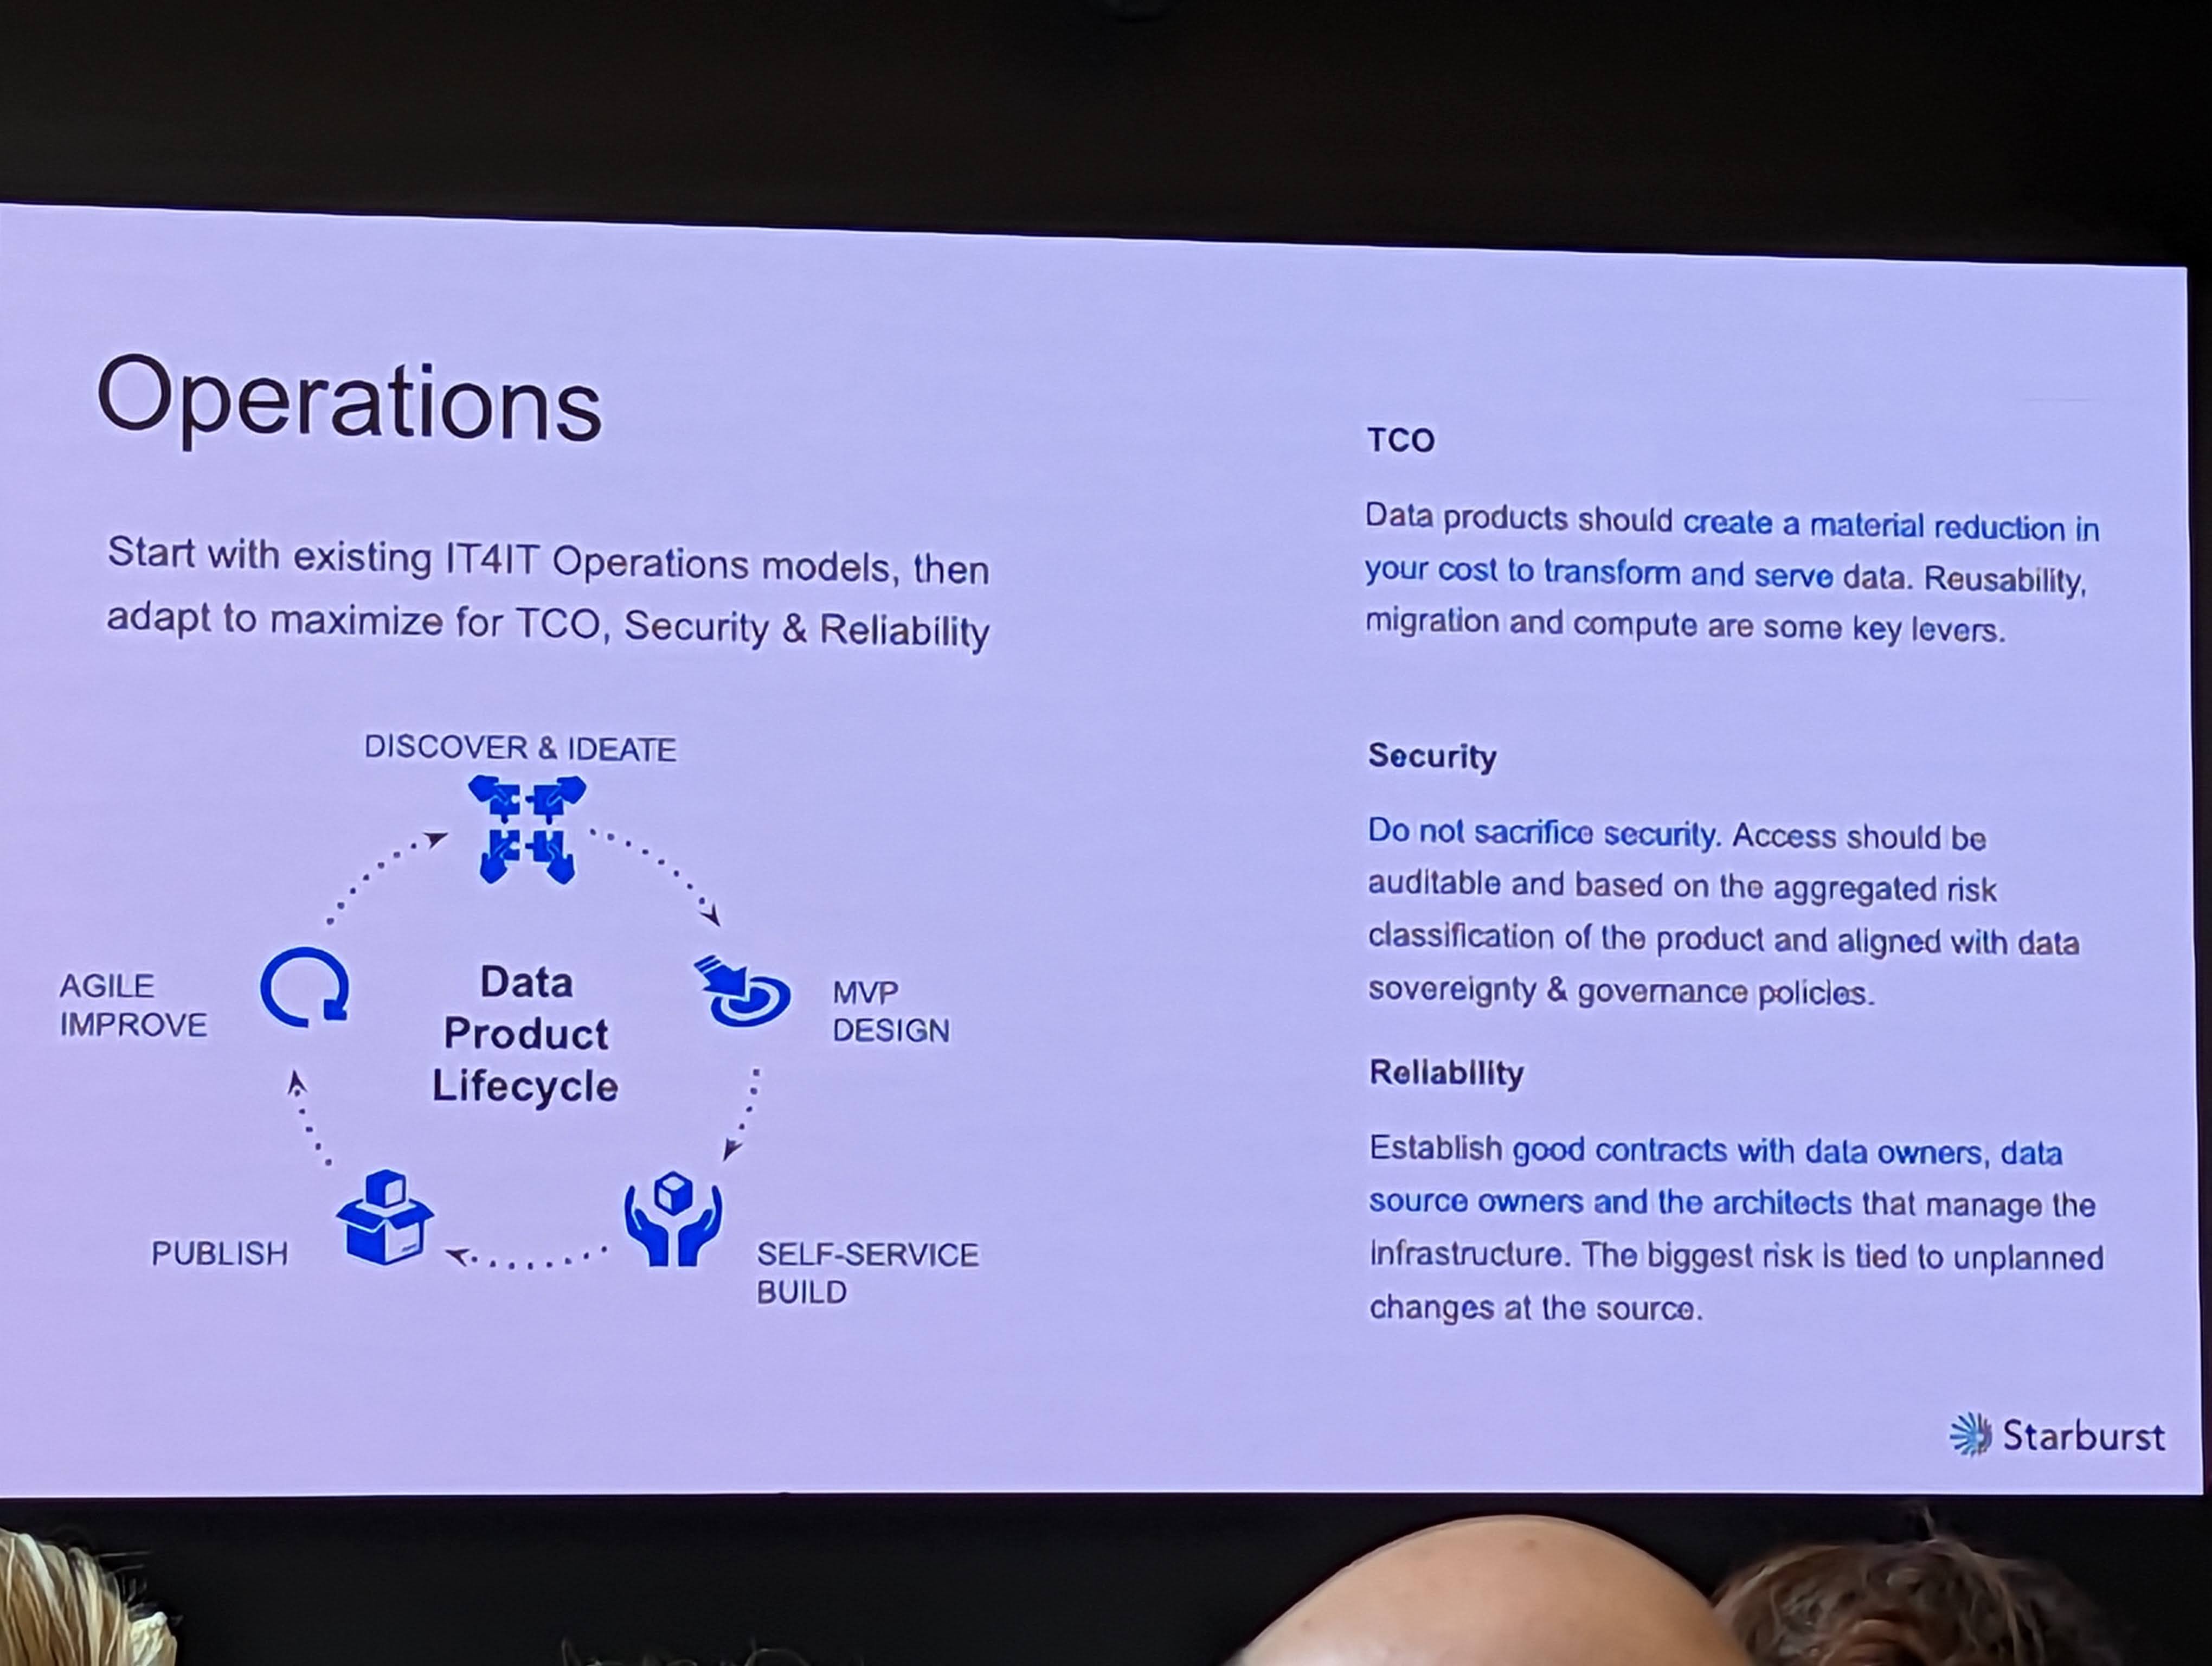 Operations
Start with existing IT4IT Operations models, then
adapt to maximize for TCO, Security & Reliability
DISCOVER & IDEATE
MVP
DESIGN
SELF-SERVICE
BUILD
PUBLISH
AGILE
IMPROVE
Data
Product
Lifecycle
TCO
Data products should create a material reduction in
your cost to transform and serve data. Reusability,
migration and compute are some key levers.
Security
Do not sacrifice security. Access should be
auditable and based on the aggregated risk
classification of the product and aligned with data
sovereignty & governance policies.
Reliability
Establish good contracts with data owners, data
source owners and the architects that manage the
infrastructure. The biggest risk is tied to unplanned
changes at the source.
Starburst